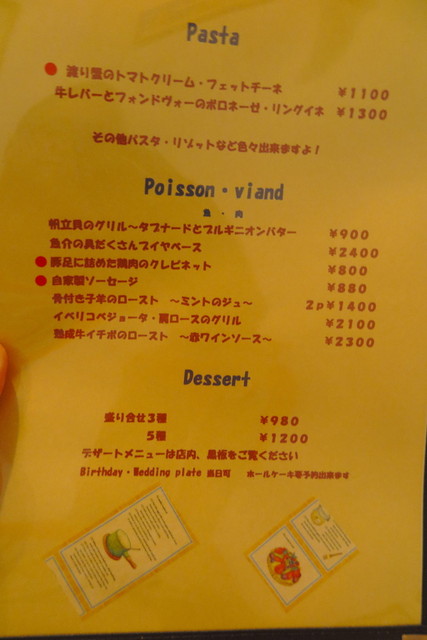 Pasta
● 渡り蟹のトマトクリーム・フェットチーネ ¥1100
牛レバーとフォンドヴォーのボロネーゼ・リングイネ ¥1300
その他パスタ・リゾットなど色々出来ますよ!
Poisson・viand
魚・肉
帆立貝のグリル～タプナードとブルギニオンバター ¥900
魚介の具だくさんブイヤベース ¥2400
● 豚足に詰めた鶏肉のクレピネット ¥800
● 自家製ソーセージ ¥880
骨付き子羊のロースト ～ミントのジュ～ 2p¥1400
イベリコベジョータ・肩ロースのグリル ¥2100
熟成牛イチボのロースト ～赤ワインソース～ ¥2300
Dessert
盛り合せ3種 ¥980
5種 ¥1200
デザートメニューは店内、黒板をご覧ください
Birthday・Wedding plate 当日可 ホールケーキ等予約出来ます